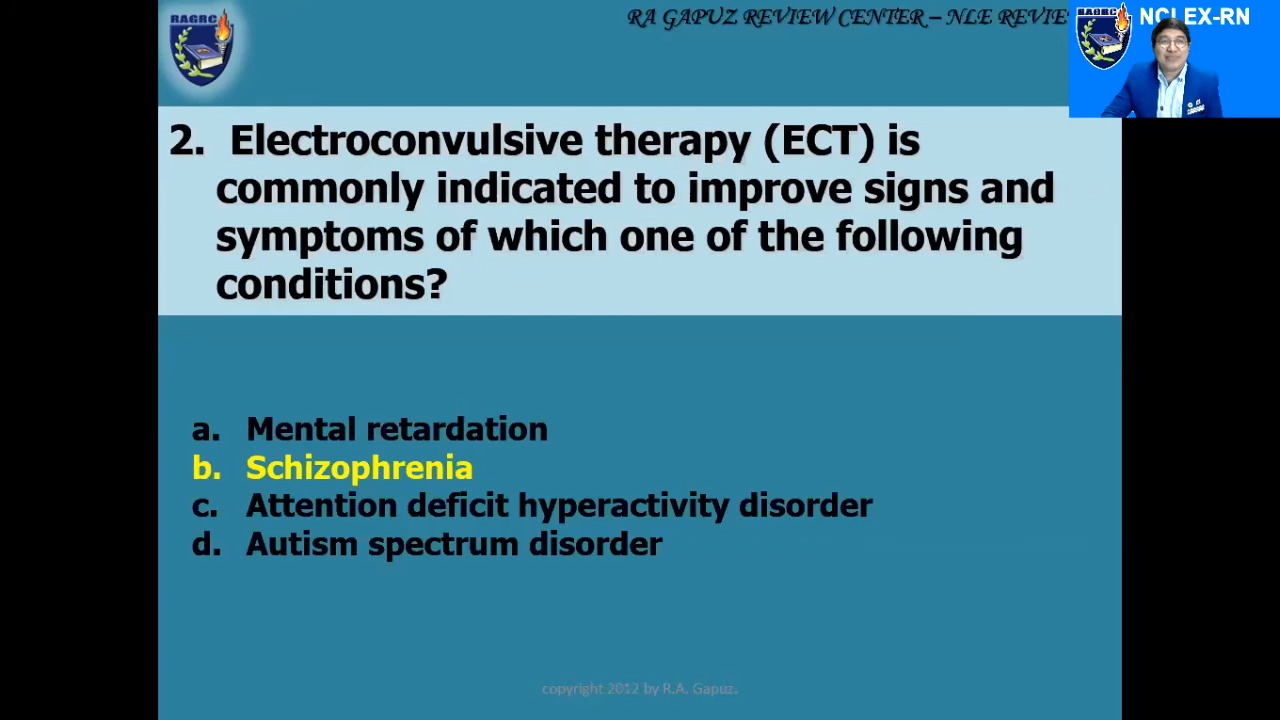 RAGRC
RA GAPUZ REVIEW CENTER – NLE REVIE
RAGRC
NCLEX-RN
2. Electroconvulsive therapy (ECT) is
commonly indicated to improve signs and
symptoms of which one of the following
conditions?
a. Mental retardation
b. Schizophrenia
c. Attention deficit hyperactivity disorder
d. Autism spectrum disorder
copyright 2012 by R.A. Gapuz.